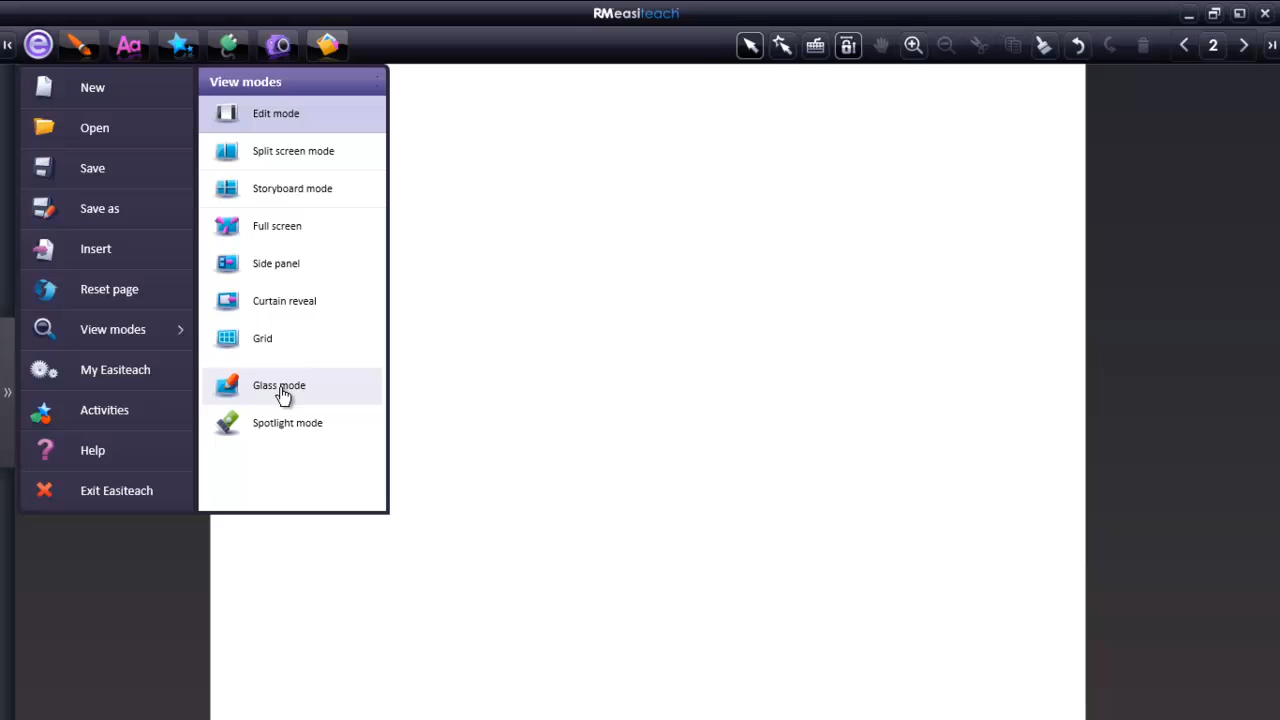 RMeasiteach
e
Aa
2
New
Open
Save
Save as
Insert
Reset page
View modes
My Easiteach
Activities
Help
Exit Easiteach
View modes
Edit mode
Split screen mode
Storyboard mode
Full screen
Side panel
Curtain reveal
Grid
Glass mode
Spotlight mode